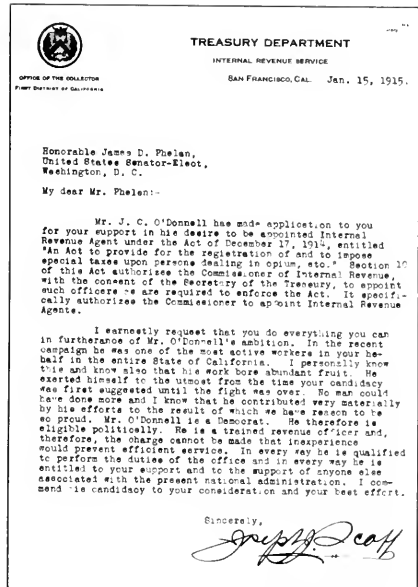 TREASURY DEPARTMENT
INTERNAL REVENUE SERVICE
OFFICE OF THE COLLECTOR
FIRST DISTRICT OF CALIFORNIA
SAN FRANCISCO, CAL. Jan. 15, 1915.
Honorable James D. Phelan,
United States Senator-Elect,
Washington, D. C.
My dear Mr. Phelan:-
Mr. J. C. O'Donnell has made application to you
for your support in his desire to be appointed Internal
Revenue Agent under the Act of December 17, 1914, entitled
"An Act to provide for the registration of and to impose
special taxes upon persons dealing in opium, etc." Section 10
of this Act authorizes the Commissioner of Internal Revenue,
with the consent of the Secretary of the Treasury, to appoint
such officers as are required to enforce the Act. It specifi-
cally authorizes the Commissioner to appoint Internal Revenue
Agents.
I earnestly request that you do everything you can
in furtherance of Mr. O'Donnell's ambition. In the recent
campaign he was one of the most active workers in your be-
half in the entire State of California. I personally know
this and know also that his work bore abundant fruit. He
exerted himself to the utmost from the time your candidacy
was first suggested until the fight was over. No man could
have done more and I know that he contributed very materially
by his efforts to the result of which we have reason to be
so proud. Mr. O'Donnell is a Democrat. He therefore is
eligible politically. He is a trained revenue officer and,
therefore, the charge cannot be made that inexperience
would prevent efficient service. In every way he is qualified
to perform the duties of the office and in every way he is
entitled to your support and to the support of anyone else
associated with the present national administration. I com-
mend his candidacy to your consideration and your best effort.
Sincerely,
Joseph J. Scott